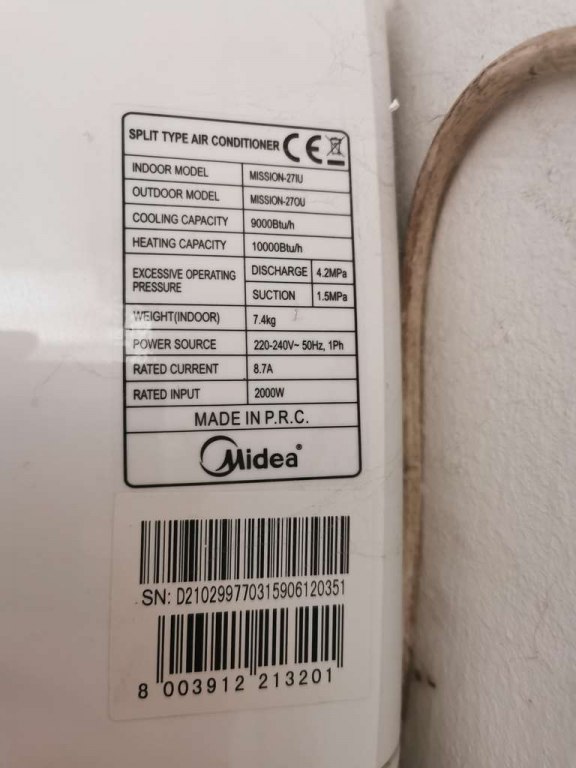 SPLIT TYPE AIR CONDITIONER CE
INDOOR MODEL MISSION-27IU
OUTDOOR MODEL MISSION-27OU
COOLING CAPACITY 9000Btu/h
HEATING CAPACITY 10000Btu/h
EXCESSIVE OPERATING PRESSURE DISCHARGE 4.2MPa
SUCTION 1.5MPa
WEIGHT(INDOOR) 7.4kg
POWER SOURCE 220-240V~ 50Hz, 1Ph
RATED CURRENT 8.7A
RATED INPUT 2000W
MADE IN P.R.C.
Midea®
SN: D210299770315906120351
8 003912 213201